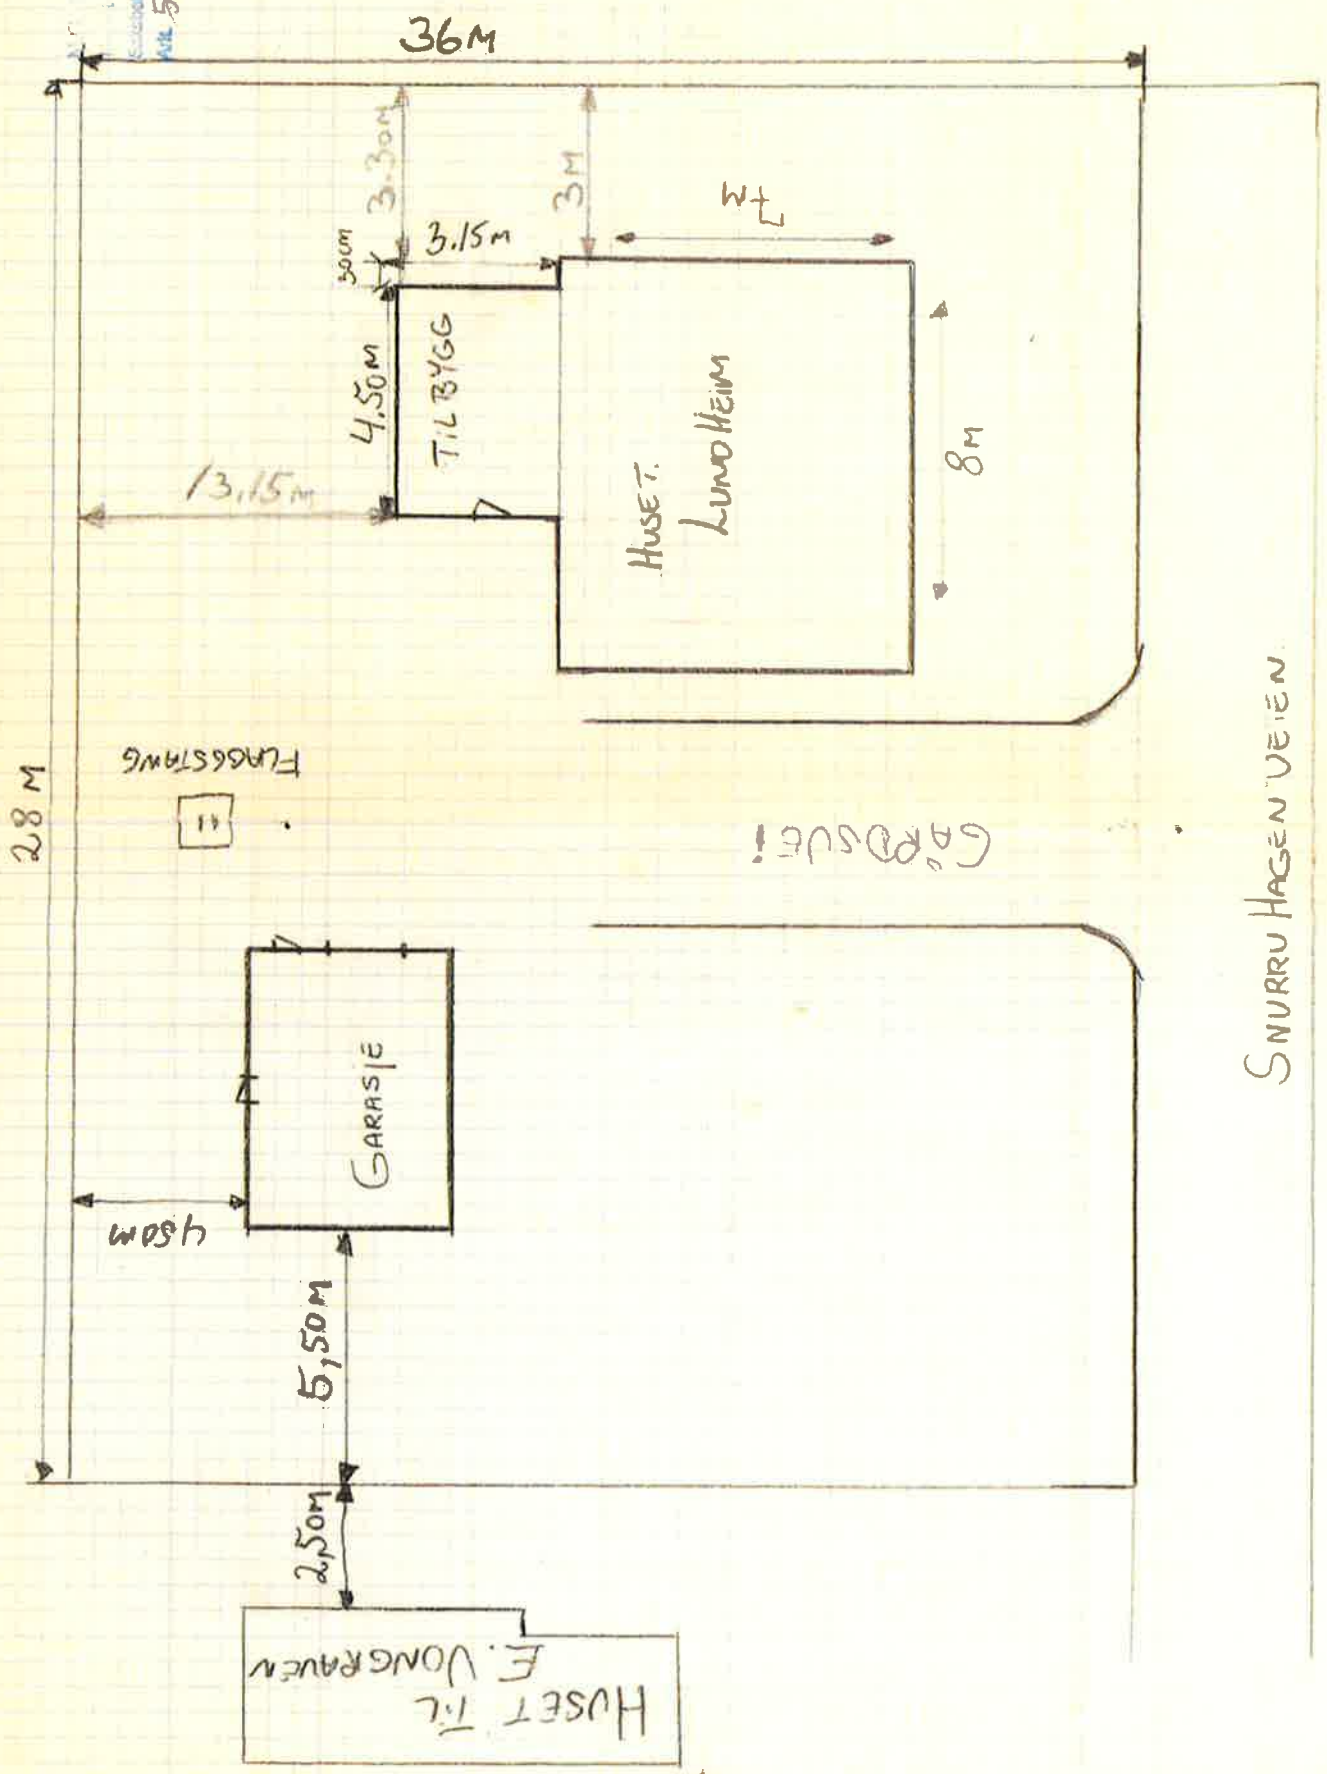 36M
28 M
3.30M
3M
30cm
3.15m
7M
4.50M
TILBYGG
13,15m
HUSET.
LUNDHEIM
8M
FLAGGSTANG
GÅRDSVEI
SNURRU HAGEN VEIEN
GARASJE
4,50m
5,50M
2,50M
HUSET TIL
E. VONGRAVEN